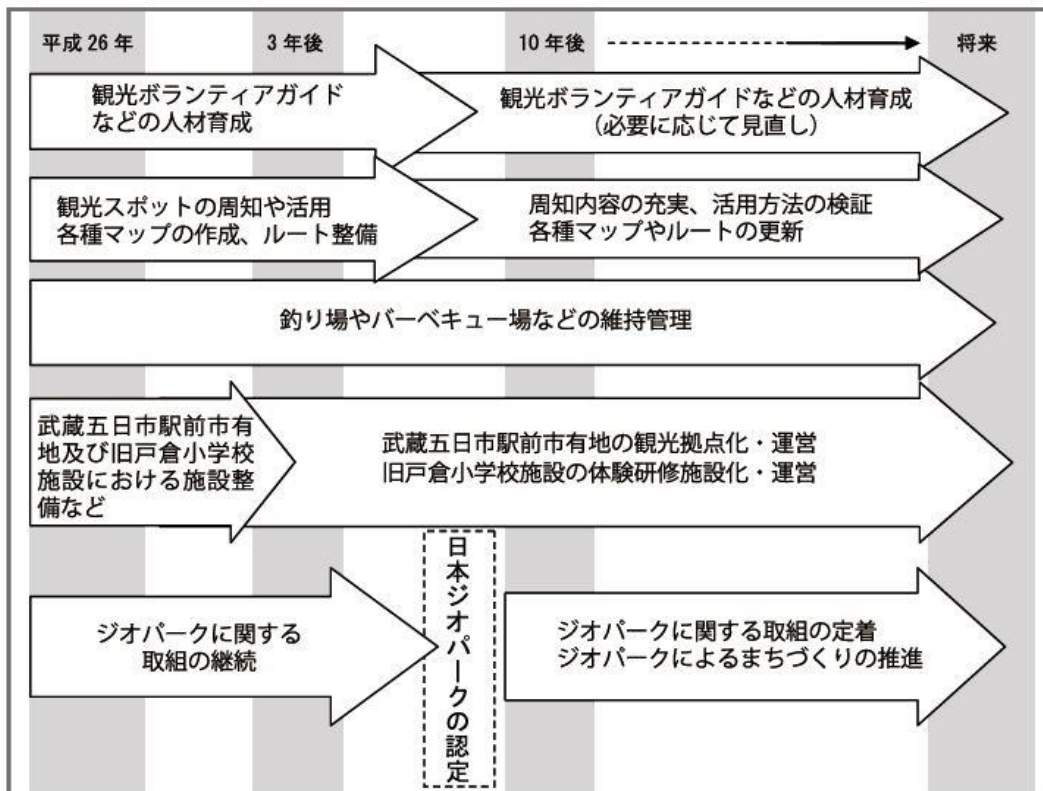 平成26年
3年後
10年後
将来
観光ボランティアガイド
などの人材育成
観光ボランティアガイドなどの人材育成
（必要に応じて見直し）
観光スポットの周知や活用
各種マップの作成、ルート整備
周知内容の充実、活用方法の検証
各種マップやルートの更新
釣り場やバーベキュー場などの維持管理
武蔵五日市駅前市有
地及び旧戸倉小学校
施設における施設整
備など
武蔵五日市駅前市有地の観光拠点化・運営
旧戸倉小学校施設の体験研修施設化・運営
ジオパークに関する
取組の継続
日本ジオパークの認定
ジオパークに関する取組の定着
ジオパークによるまちづくりの推進